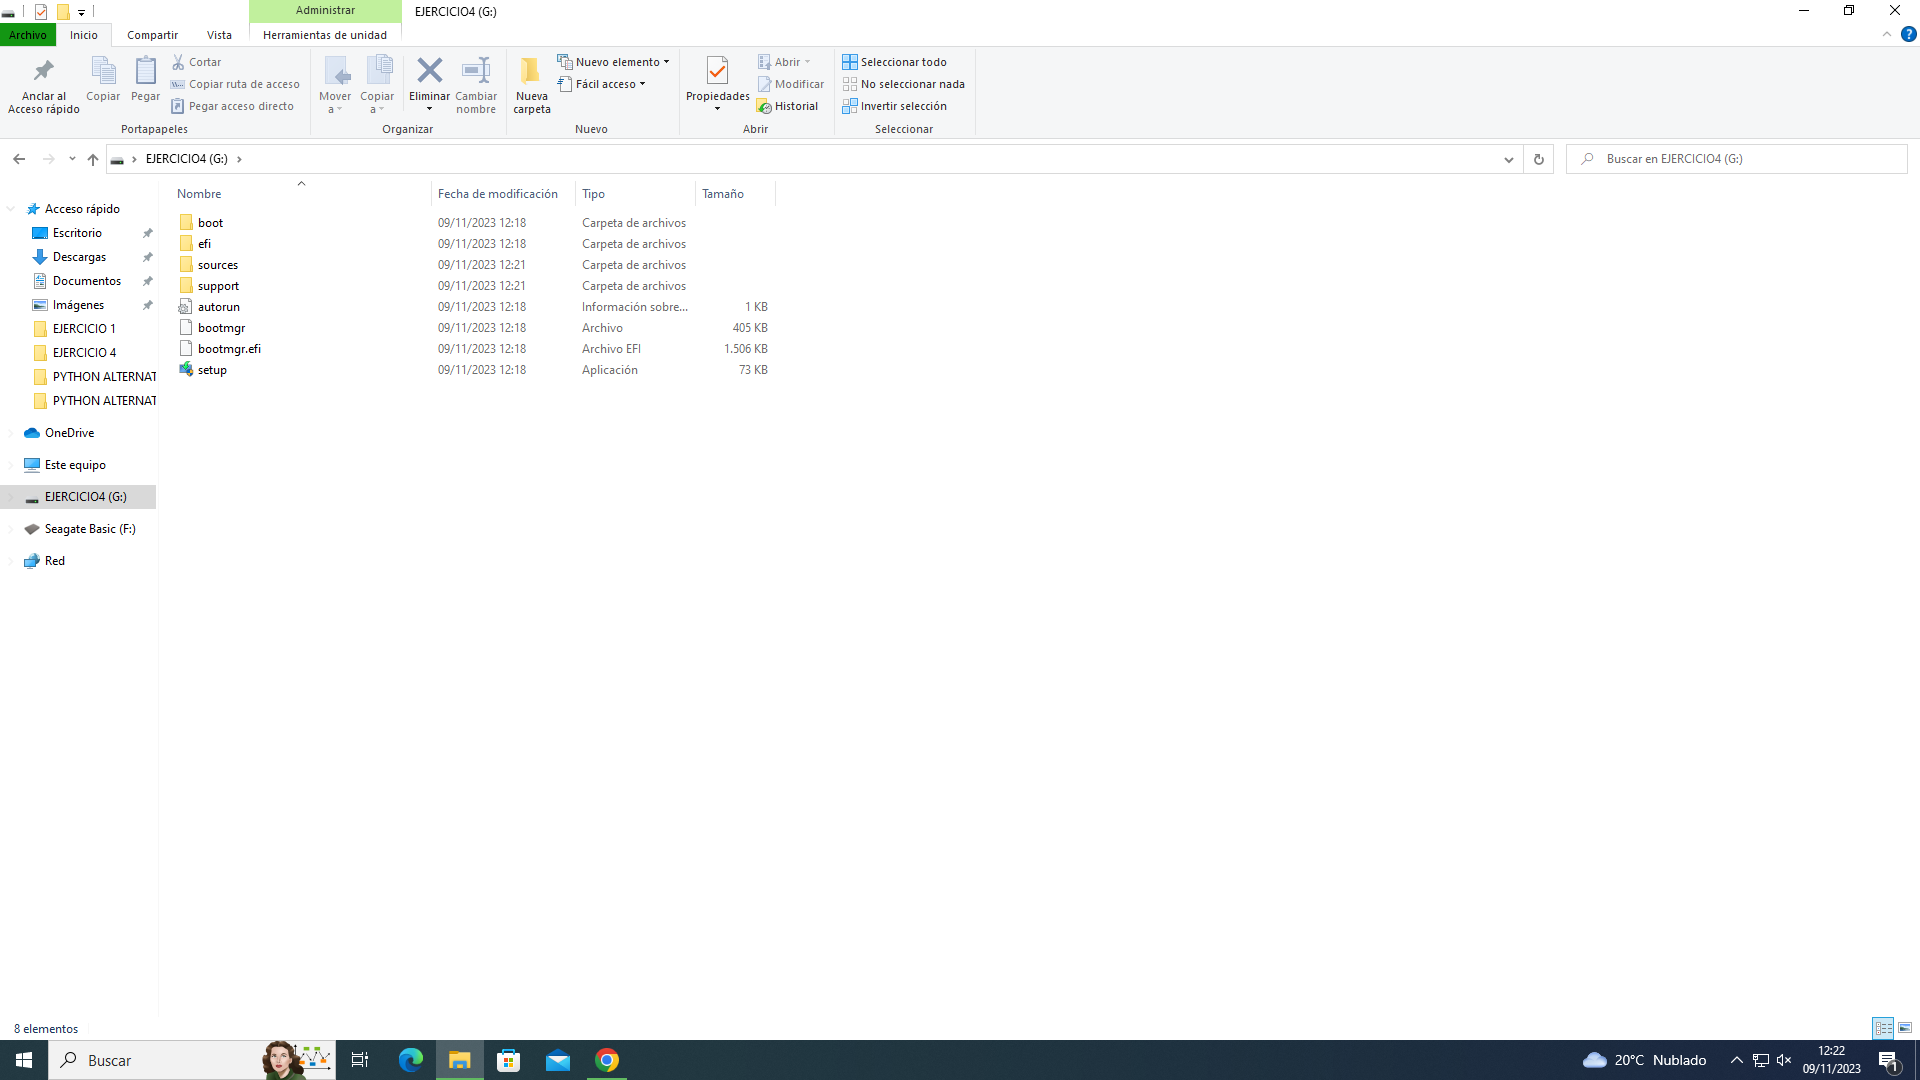 Administrar
EJERCICIO4 (G:)
Archivo
Inicio
Compartir
Vista
Herramientas de unidad
Anclar al
Acceso rápido
Copiar
Pegar
Cortar
Copiar ruta de acceso
Pegar acceso directo
Portapapeles
Mover
a
Copiar
a
Eliminar
Cambiar
nombre
Organizar
Nueva
carpeta
Nuevo elemento
Fácil acceso
Nuevo
Propiedades
Abrir
Modificar
Historial
Abrir
Seleccionar todo
No seleccionar nada
Invertir selección
Seleccionar
EJERCICIO4 (G:)
Buscar en EJERCICIO4 (G:)
Acceso rápido
Escritorio
Descargas
Documentos
Imágenes
EJERCICIO 1
EJERCICIO 4
PYTHON ALTERNAT
PYTHON ALTERNAT
OneDrive
Este equipo
EJERCICIO4 (G:)
Seagate Basic (F:)
Red
Nombre Fecha de modificación Tipo Tamaño
boot 09/11/2023 12:18 Carpeta de archivos
efi 09/11/2023 12:18 Carpeta de archivos
sources 09/11/2023 12:21 Carpeta de archivos
support 09/11/2023 12:21 Carpeta de archivos
autorun 09/11/2023 12:18 Información sobre... 1 KB
bootmgr 09/11/2023 12:18 Archivo 405 KB
bootmgr.efi 09/11/2023 12:18 Archivo EFI 1.506 KB
setup 09/11/2023 12:18 Aplicación 73 KB
8 elementos
Buscar
20°C Nublado
12:22
09/11/2023
1